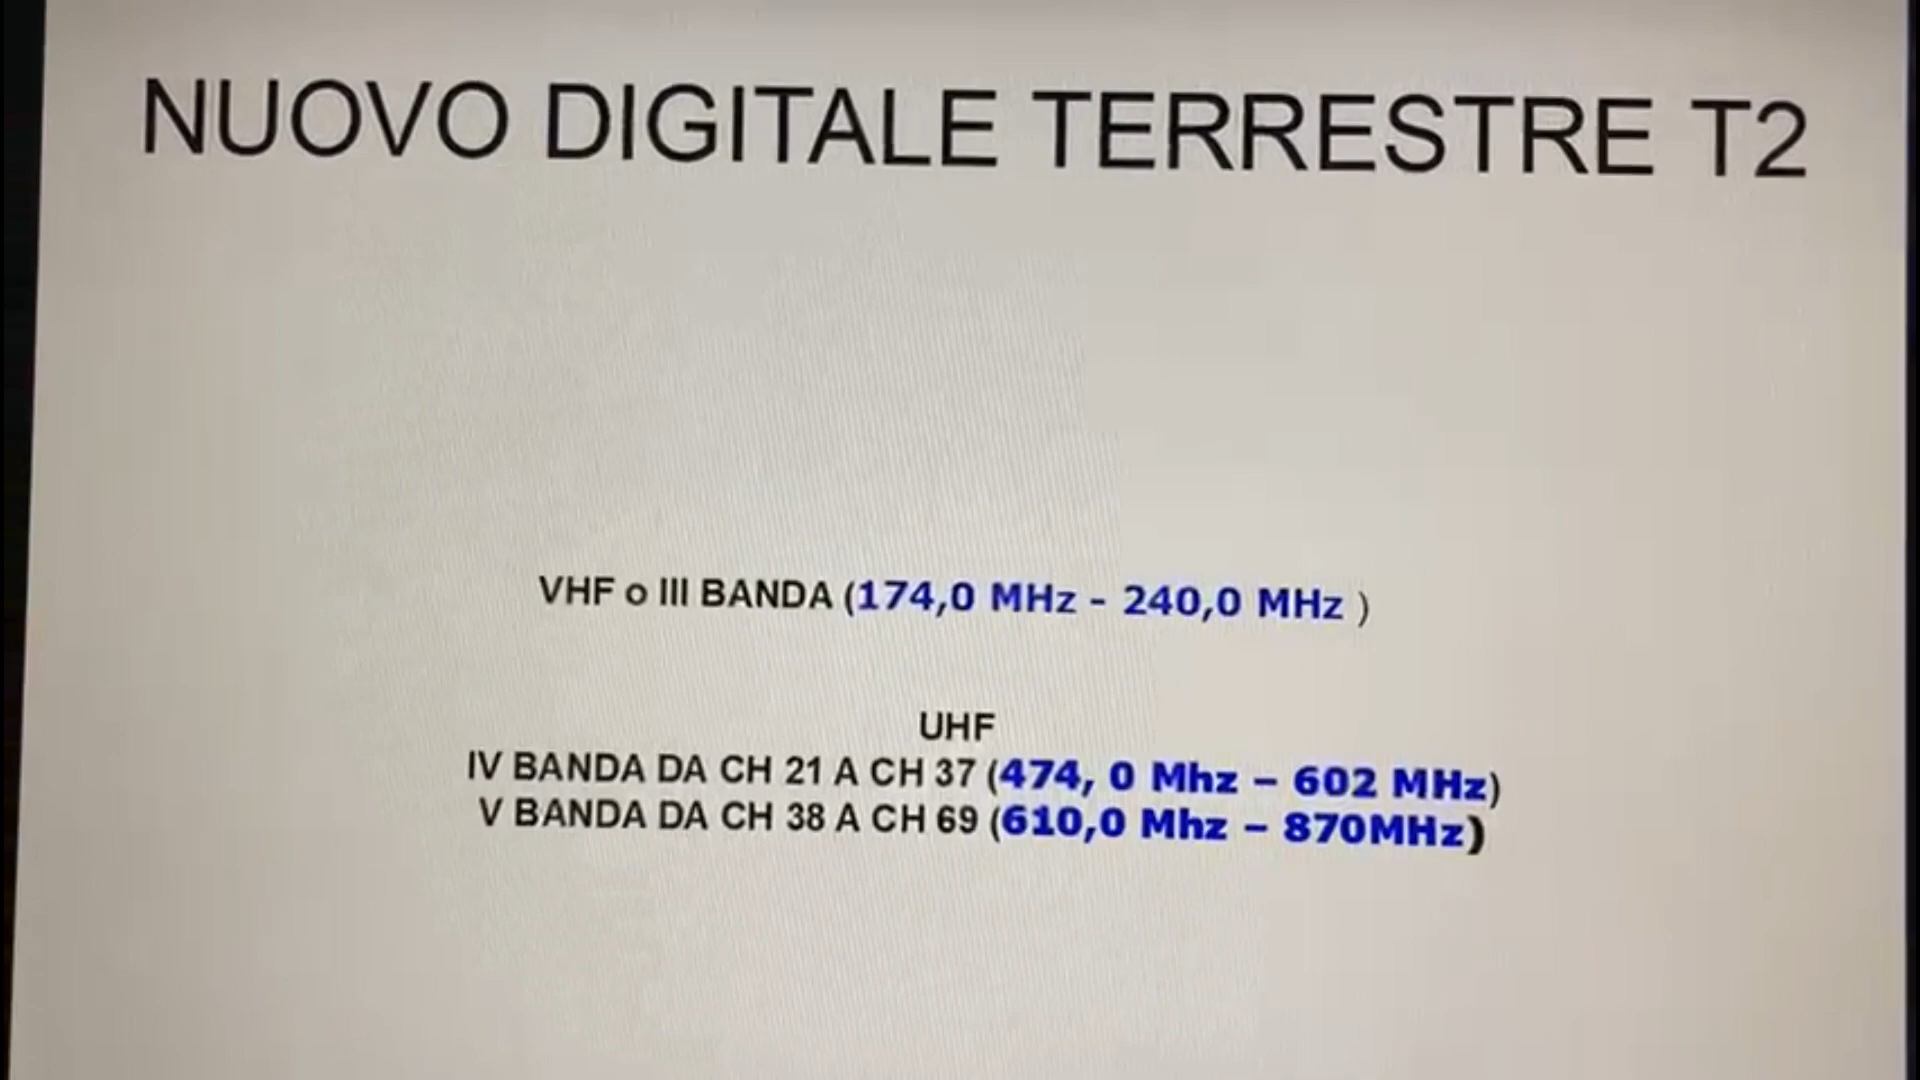 NUOVO DIGITALE TERRESTRE T2
VHF o III BANDA (174,0 MHz - 240,0 MHz )
UHF
IV BANDA DA CH 21 A CH 37 (474, 0 Mhz – 602 MHz)
V BANDA DA CH 38 A CH 69 (610,0 Mhz – 870MHz)